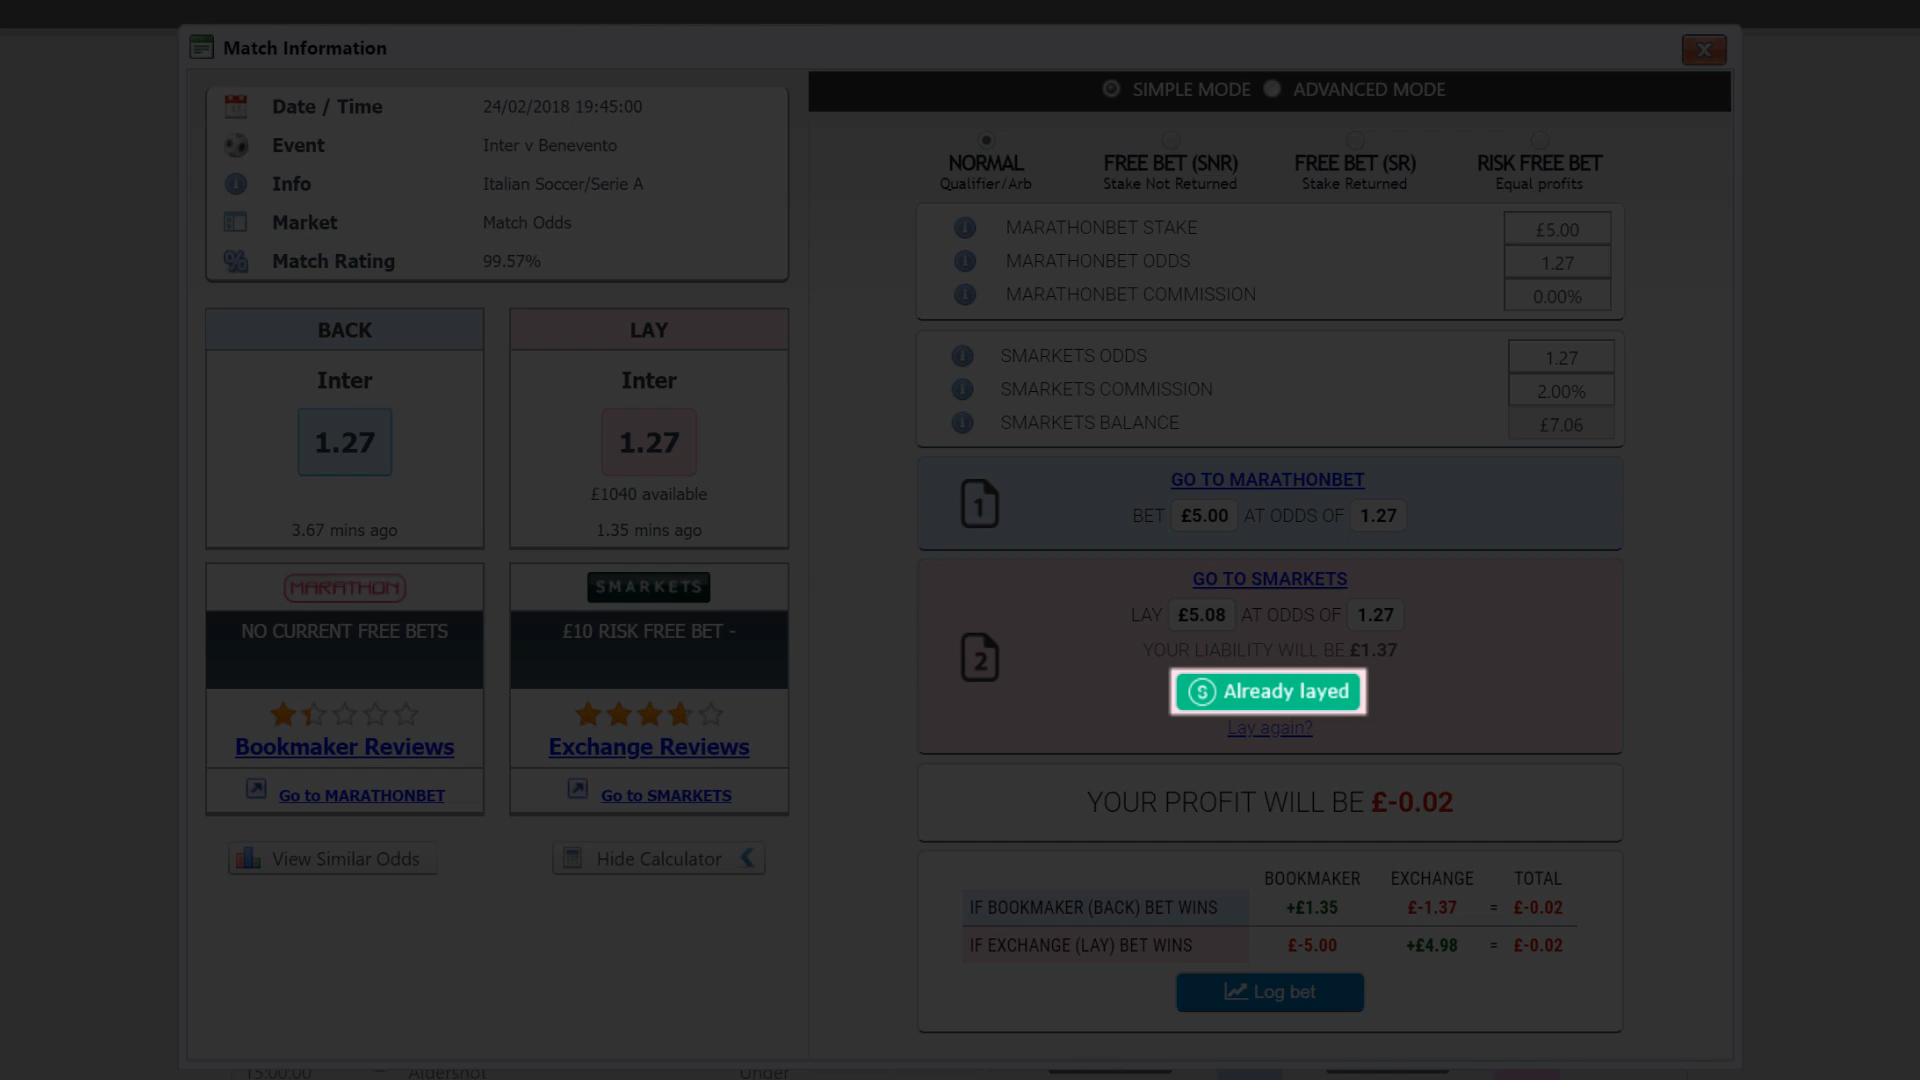 Match Information
SIMPLE MODE ADVANCED MODE
Date / Time 24/02/2018 19:45:00
Event Inter v Benevento
Info Italian Soccer/Serie A
Market Match Odds
Match Rating 99.57%
BACK
Inter
1.27
3.67 mins ago
LAY
Inter
1.27
£1040 available
1.35 mins ago
MARATHON
NO CURRENT FREE BETS
Bookmaker Reviews
Go to MARATHONBET
SMARKETS
£10 RISK FREE BET -
Exchange Reviews
Go to SMARKETS
View Similar Odds
Hide Calculator
NORMAL
Qualifier/Arb
FREE BET (SNR)
Stake Not Returned
FREE BET (SR)
Stake Returned
RISK FREE BET
Equal profits
MARATHONBET STAKE £5.00
MARATHONBET ODDS 1.27
MARATHONBET COMMISSION 0.00%
SMARKETS ODDS 1.27
SMARKETS COMMISSION 2.00%
SMARKETS BALANCE £7.06
1
GO TO MARATHONBET
BET £5.00 AT ODDS OF 1.27
2
GO TO SMARKETS
LAY £5.08 AT ODDS OF 1.27
YOUR LIABILITY WILL BE £1.37
Already layed
Lay again?
YOUR PROFIT WILL BE £-0.02
BOOKMAKER EXCHANGE TOTAL
IF BOOKMAKER (BACK) BET WINS +£1.35 £-1.37 = £-0.02
IF EXCHANGE (LAY) BET WINS £-5.00 +£4.98 = £-0.02
Log bet
15:00:00 Aldershot Under